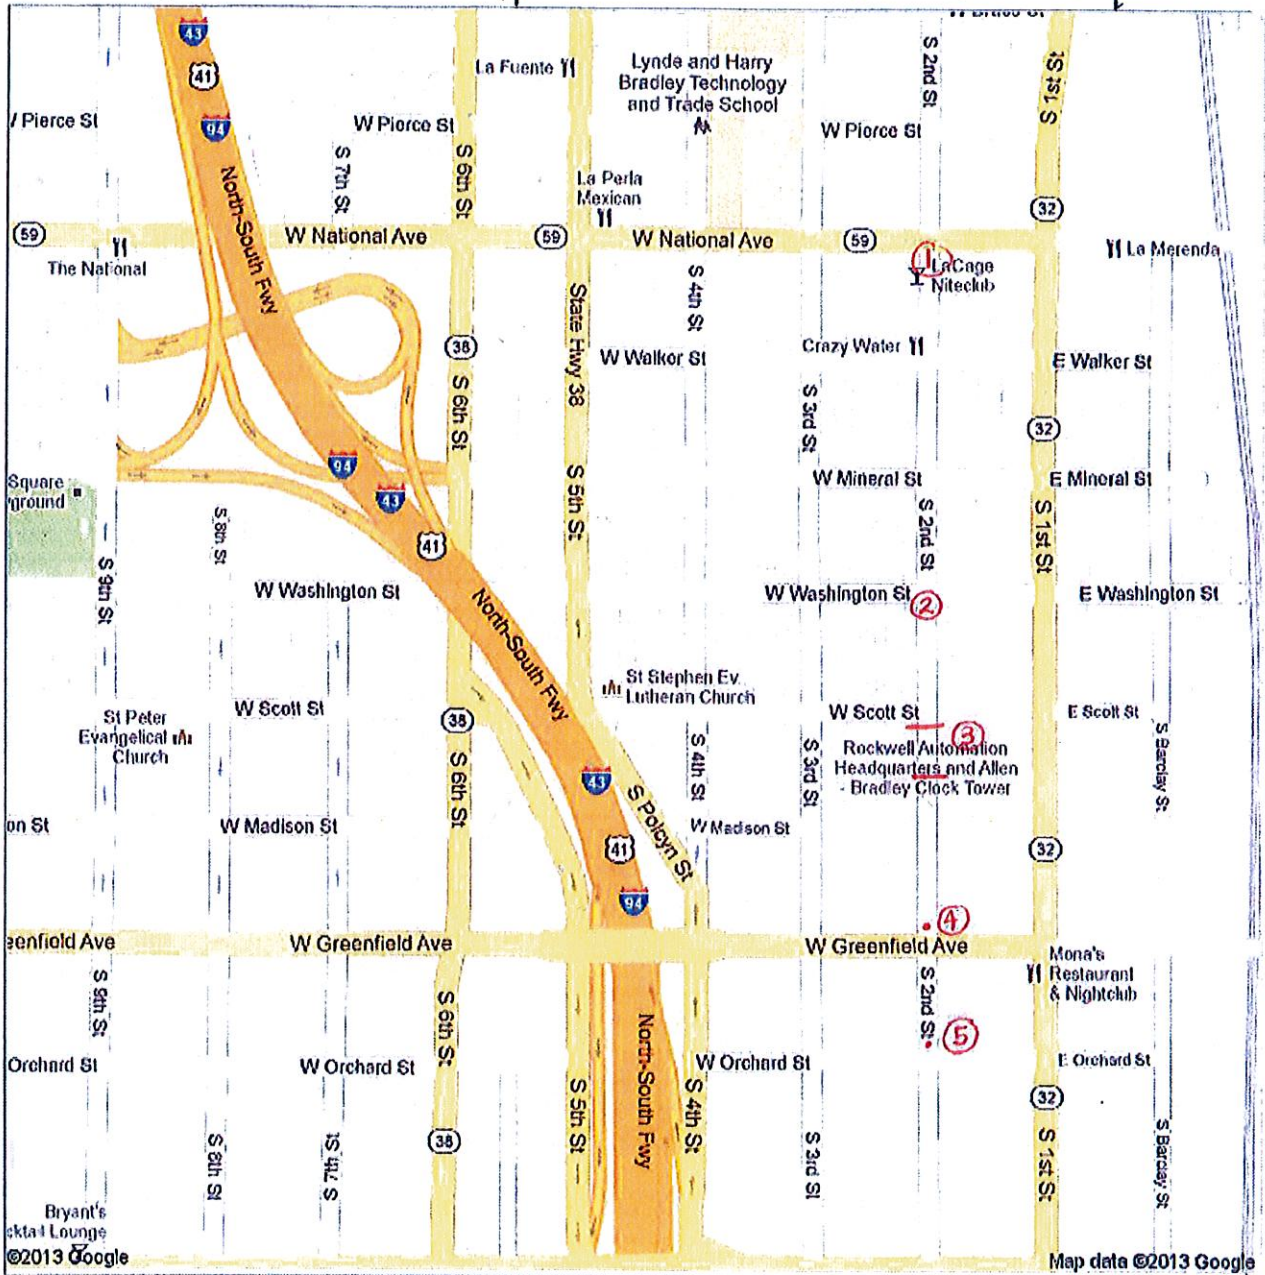 43
41
94
/ Pierce St
W Pierce St
La Fuente
Lynde and Harry
Bradley Technology
and Trade School
W Pierce St
S 2nd St
S 1st St
S 7th St
S 6th St
North-South Fwy
La Perla
Mexican
32
59
W National Ave
59
W National Ave
59
The National
①
LaCage
Niteclub
La Merenda
S 4th St
State Hwy 38
38
W Walker St
Crazy Water
E Walker St
S 6th St
S 3rd St
32
94
43
41
Square
ground
S 5th St
W Mineral St
E Mineral St
S 8th St
S 2nd St
S 1st St
S 9th St
W Washington St
W Washington St
②
E Washington St
North-South Fwy
St Stephen Ev.
Lutheran Church
W Scott St
38
St Peter
Evangelical
Church
W Scott St
③
E Scott St
Rockwell Automation
Headquarters and Allen
- Bradley Clock Tower
S 6th St
43
S 4th St
S 3rd St
S Barclay St
S Polcyn St
on St
W Madison St
41
W Madison St
32
94
④
eenfield Ave
W Greenfield Ave
W Greenfield Ave
Mona's
Restaurant
& Nightclub
S 9th St
S 6th St
S 2nd St
⑤
North-South Fwy
Orchard St
W Orchard St
W Orchard St
E Orchard St
S 5th St
S 4th St
32
S 8th St
38
S 3rd St
S 1st St
S Barclay St
Bryant's
cktail Lounge
©2013 Google
Map data ©2013 Google